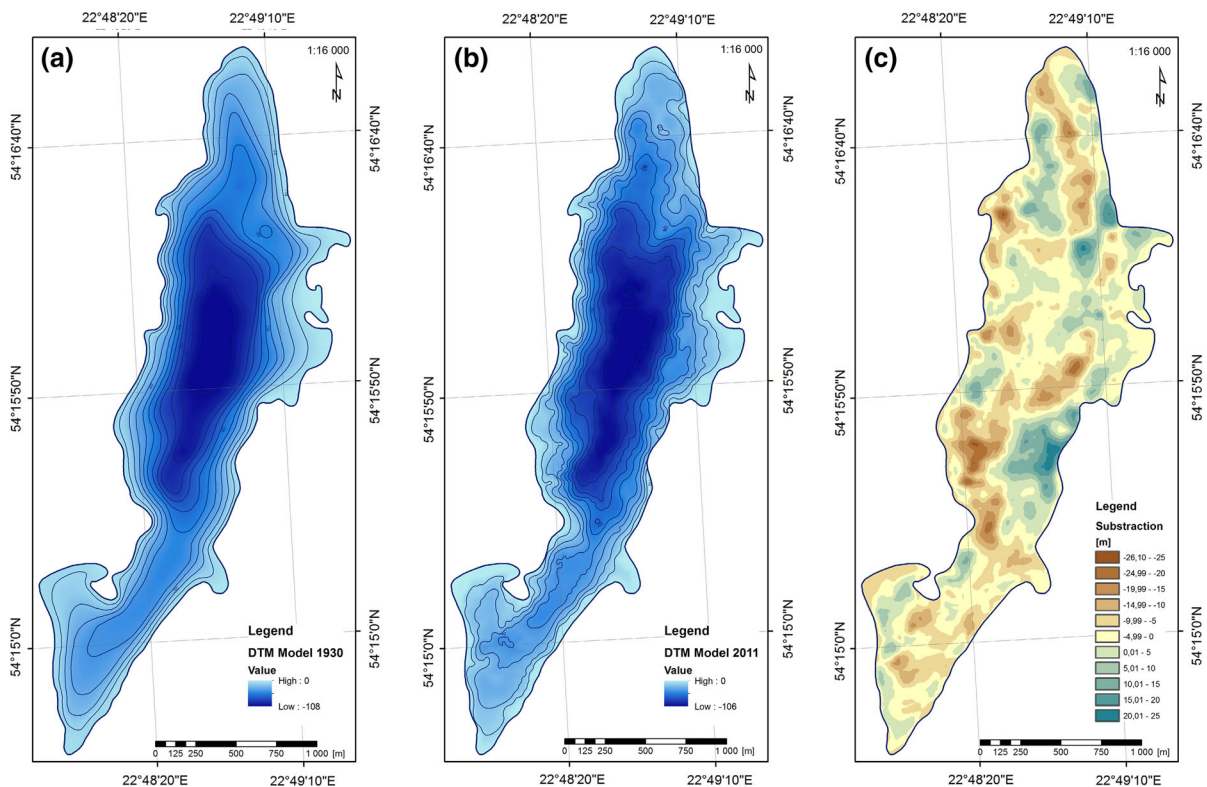 22°48'20"E
22°49'10"E
(a)
1:16 000
N
54°16'40"N
54°16'40"N
54°15'50"N
54°15'50"N
54°15'0"N
54°15'0"N
Legend
DTM Model 1930
Value
High : 0
Low : -108
0 125 250 500 750 1 000 [m]
22°48'20"E
22°49'10"E
22°48'20"E
22°49'10"E
(b)
1:16 000
N
54°16'40"N
54°16'40"N
54°15'50"N
54°15'50"N
54°15'0"N
54°15'0"N
Legend
DTM Model 2011
Value
High : 0
Low : -106
0 125 250 500 750 1 000 [m]
22°48'20"E
22°49'10"E
22°48'20"E
22°49'10"E
(c)
1:16 000
N
54°16'40"N
54°16'40"N
54°15'50"N
54°15'50"N
54°15'0"N
54°15'0"N
Legend
Substraction
[m]
-26,10 - -25
-24,99 - -20
-19,99 - -15
-14,99 - -10
-9,99 - -5
-4,99 - 0
0,01 - 5
5,01 - 10
10,01 - 15
15,01 - 20
20,01 - 25
0 125 250 500 750 1 000 [m]
22°48'20"E
22°49'10"E